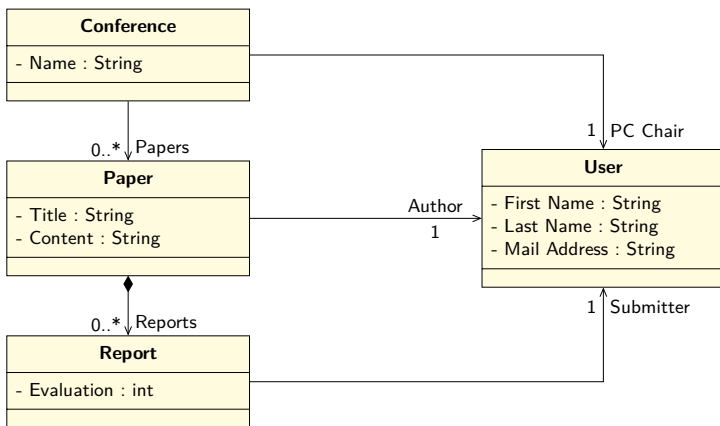 Conference
- Name : String
0..* Papers
1 PC Chair
Paper
- Title : String
- Content : String
Author
1
User
- First Name : String
- Last Name : String
- Mail Address : String
0..* Reports
1 Submitter
Report
- Evaluation : int